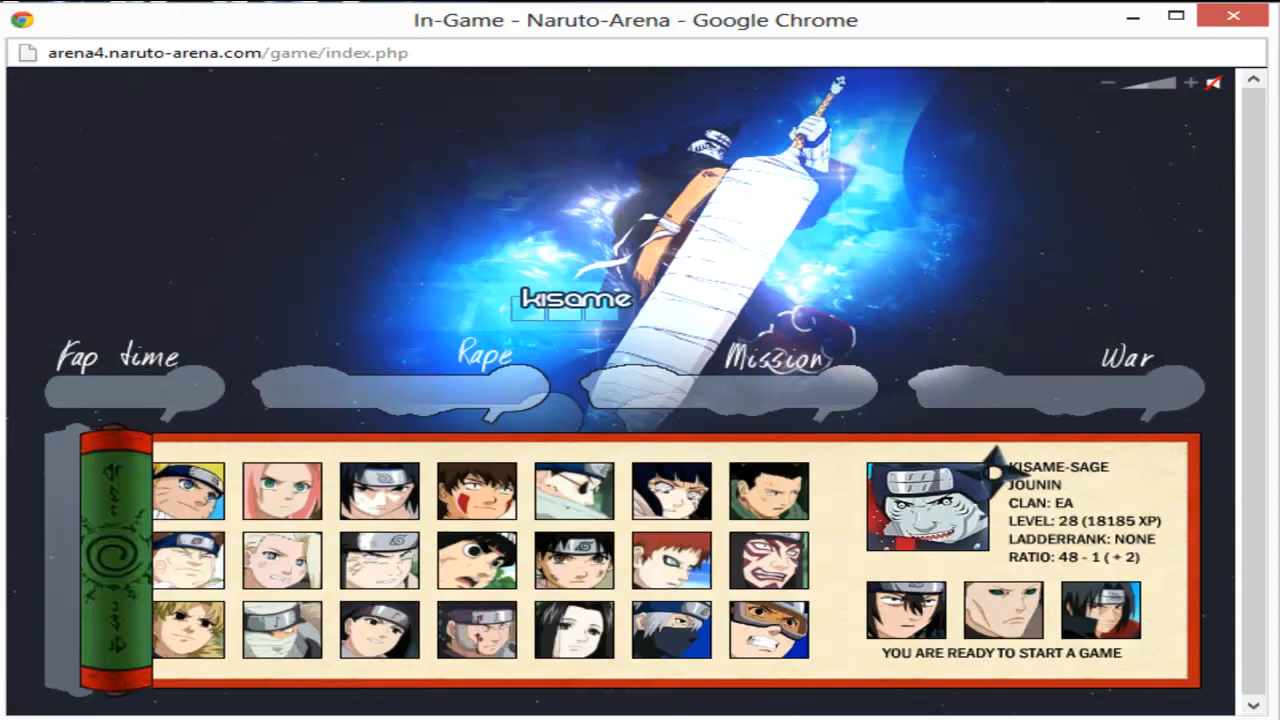 In-Game - Naruto-Arena - Google Chrome
arena4.naruto-arena.com/game/index.php
kisame
Fap time
Rape
Mission
War
KISAME-SAGE
JOUNIN
CLAN: EA
LEVEL: 28 (18185 XP)
LADDERRANK: NONE
RATIO: 48 - 1 ( + 2)
YOU ARE READY TO START A GAME